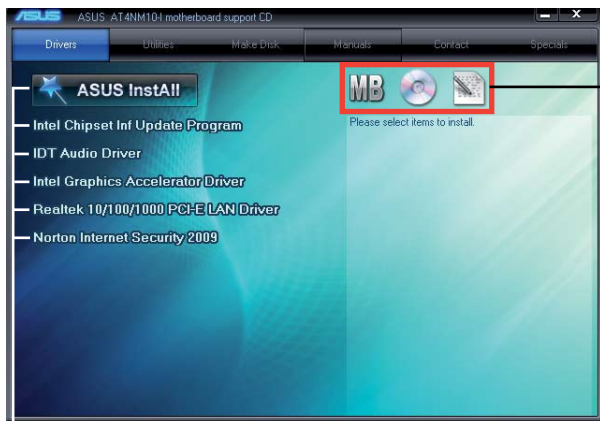 ASUS ASUS AT4NM10-I motherboard support CD
Drivers Utilities Make Disk Manuals Contact Specials
ASUS InstAll
MB
Please select items to install.
Intel Chipset Inf Update Program
IDT Audio Driver
Intel Graphics Accelerator Driver
Realtek 10/100/1000 PCI-E LAN Driver
Norton Internet Security 2009